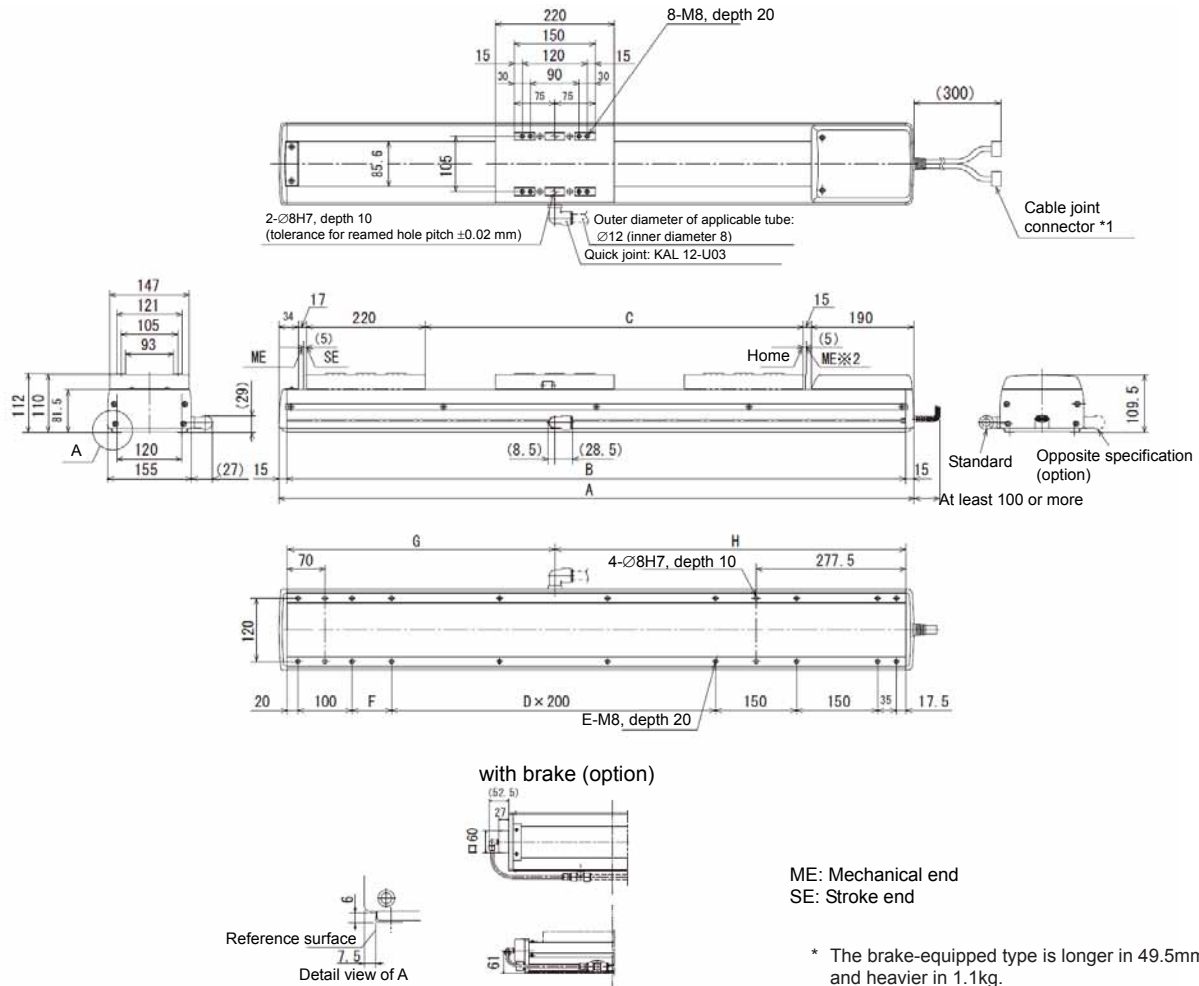 220
8-M8, depth 20
150
15
120
15
30
90
30
75
75
(300)
85.6
105
2-∅8H7, depth 10
(tolerance for reamed hole pitch ±0.02 mm)
Outer diameter of applicable tube:
∅12 (inner diameter 8)
Quick joint: KAL 12-U03
Cable joint
connector *1
147
121
105
93
34
17
220
C
15
190
(5)
(5)
ME
SE
Home
ME※2
112
110
81.5
(29)
109.5
A
120
155
(27)
15
(8.5)
(28.5)
B
15
A
At least 100 or more
Standard
Opposite specification
(option)
G
H
70
4-∅8H7, depth 10
277.5
120
20
100
F
D×200
150
150
35
17.5
E-M8, depth 20
with brake (option)
(52.5)
27
□60
61
6
Reference surface
7.5
Detail view of A
ME: Mechanical end
SE: Stroke end
* The brake-equipped type is longer in 49.5mm
and heavier in 1.1kg.